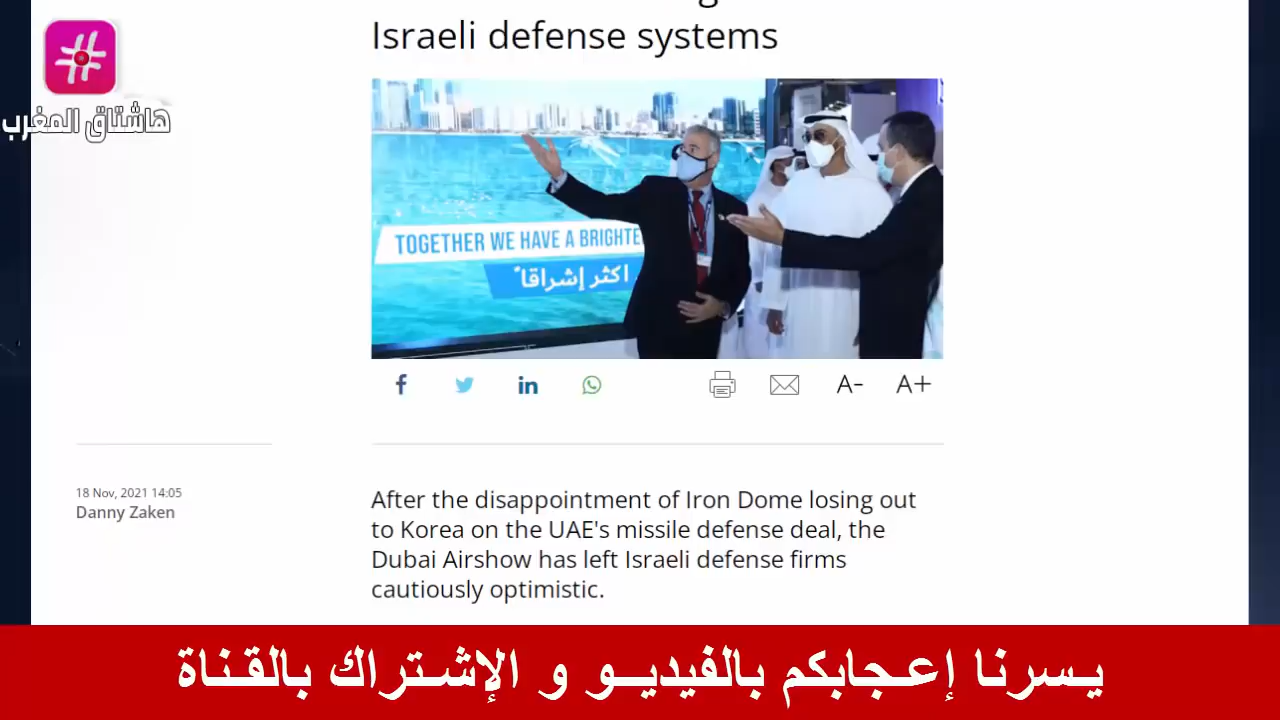 Israeli defense systems
هاشتاق المغرب
TOGETHER WE HAVE A BRIGHTE
اكثر إشراقاً
A- A+
18 Nov, 2021 14:05
Danny Zaken
After the disappointment of Iron Dome losing out
to Korea on the UAE's missile defense deal, the
Dubai Airshow has left Israeli defense firms
cautiously optimistic.
يسرنا إعجابكم بالفيديو و الإشتراك بالقناة